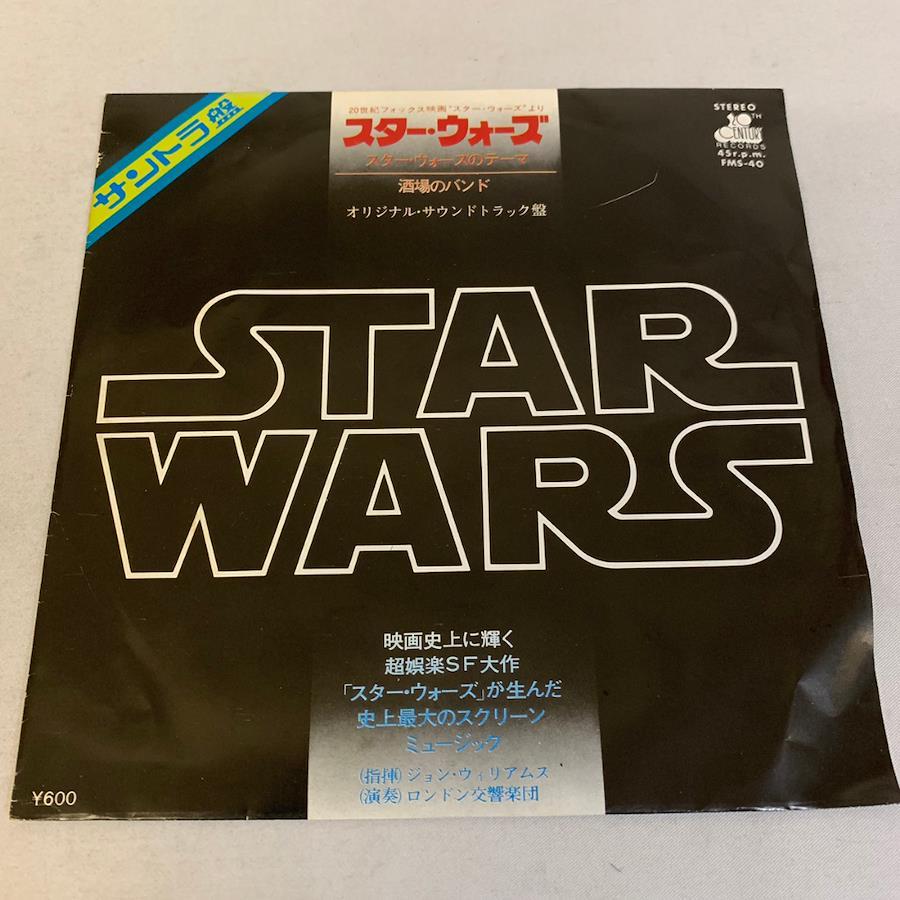 サントラ盤
20世紀フォックス映画"スター・ウォーズ"より
スター・ウォーズ
スター・ウォーズのテーマ
酒場のバンド
オリジナル・サウンドトラック盤
STEREO
20TH
CENTURY
RECORDS
45r.p.m.
FMS-40
STAR
WARS
映画史上に輝く
超娯楽SF大作
「スター・ウォーズ」が生んだ
史上最大のスクリーン
ミュージック
(指揮)ジョン・ウィリアムス
(演奏)ロンドン交響楽団
¥600